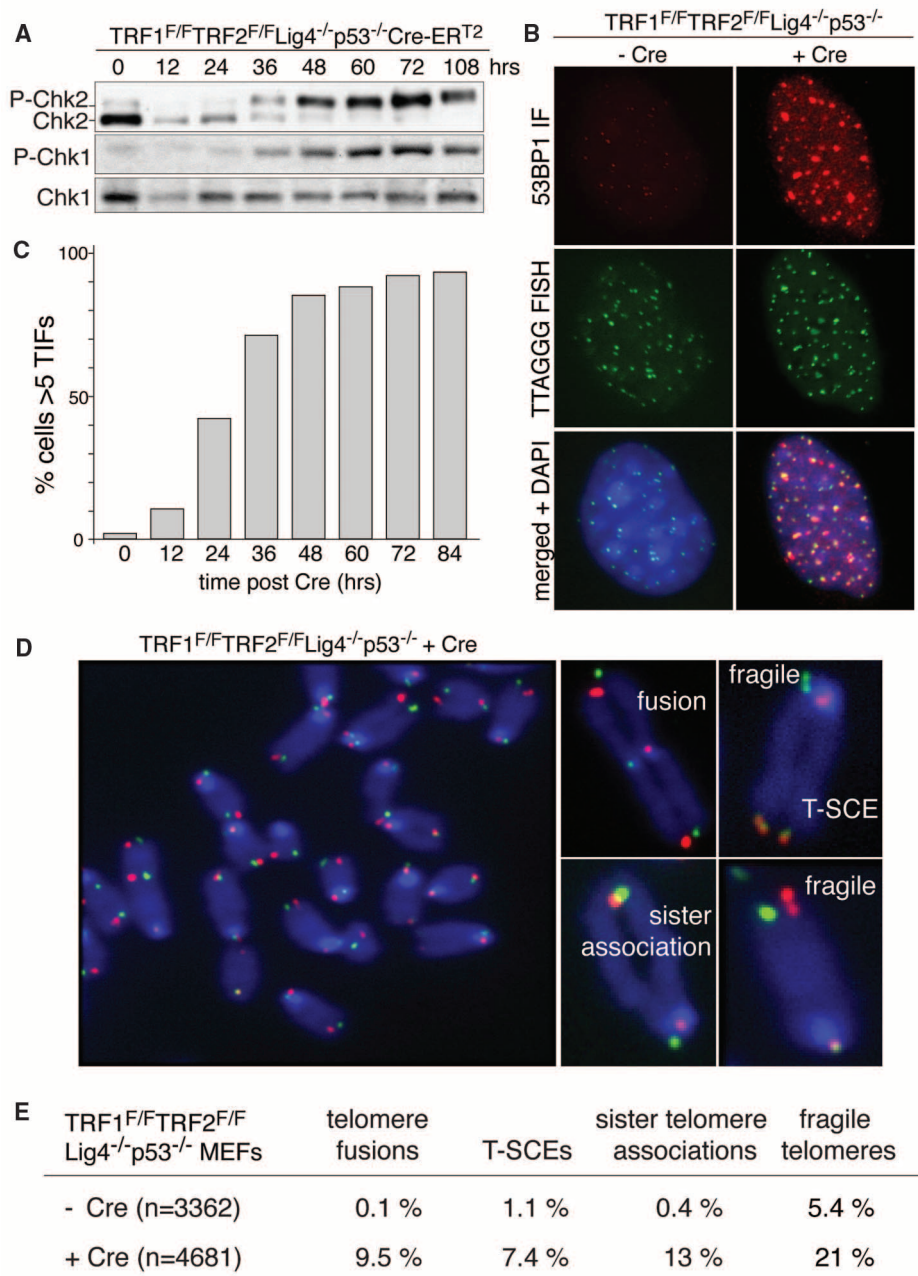 A
TRF1F/FTRF2F/FLig4-/-p53-/-Cre-ERT2
0 12 24 36 48 60 72 108 hrs
P-Chk2
Chk2
P-Chk1
Chk1
B
TRF1F/FTRF2F/FLig4-/-p53-/-
- Cre + Cre
53BP1 IF
TTAGGG FISH
merged + DAPI
C
100
50
0
% cells >5 TIFs
0 12 24 36 48 60 72 84
time post Cre (hrs)
D
TRF1F/FTRF2F/FLig4-/-p53-/- + Cre
fusion
fragile
T-SCE
sister
association
fragile
E
TRF1F/FTRF2F/F telomere sister telomere fragile
Lig4-/-p53-/- MEFs fusions T-SCEs associations telomeres
- Cre (n=3362) 0.1 % 1.1 % 0.4 % 5.4 %
+ Cre (n=4681) 9.5 % 7.4 % 13 % 21 %